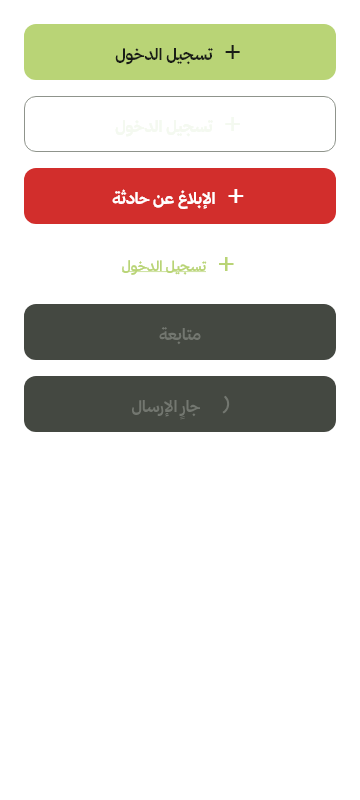 تسجيل الدخول
تسجيل الدخول
الإبلاغ عن حادثة
تسجيل الدخول
متابعة
جارٍ الإرسال